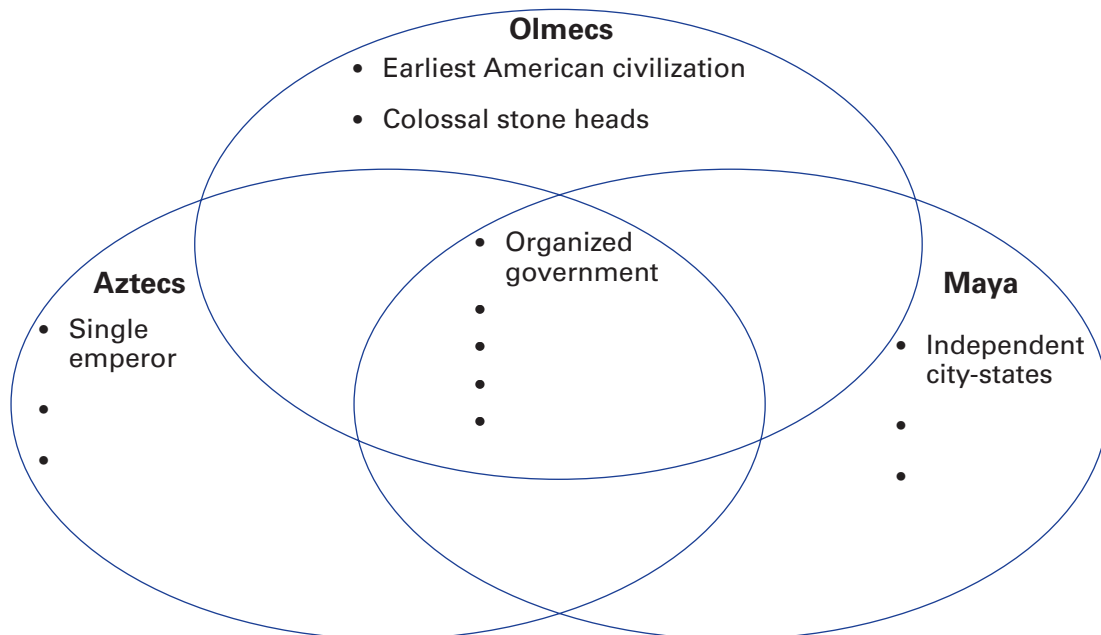 Olmecs
• Earliest American civilization
• Colossal stone heads
• Organized
government
•
•
•
•
Aztecs
• Single
emperor
•
•
Maya
• Independent
city-states
•
•